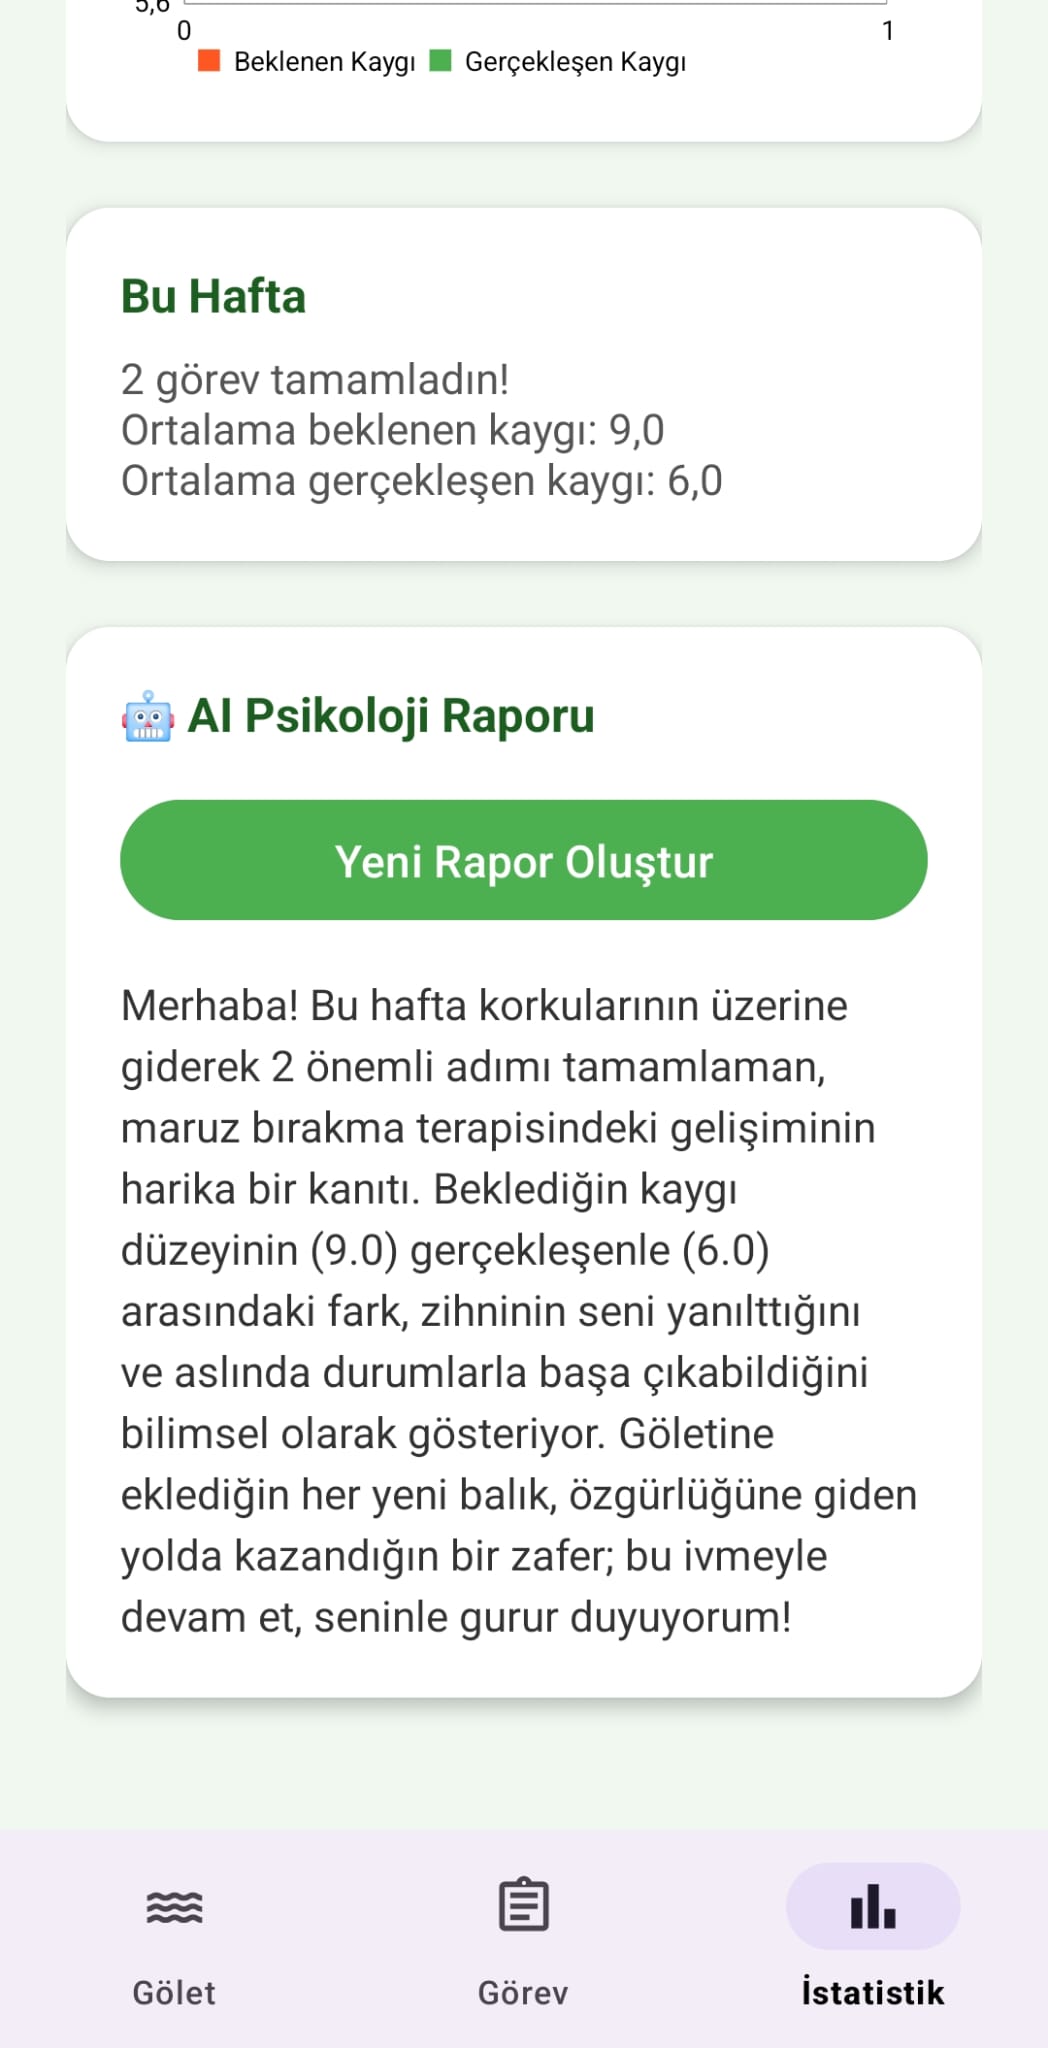 5,6
0 1
Beklenen Kaygı Gerçekleşen Kaygı
Bu Hafta
2 görev tamamladın!
Ortalama beklenen kaygı: 9,0
Ortalama gerçekleşen kaygı: 6,0
AI Psikoloji Raporu
Yeni Rapor Oluştur
Merhaba! Bu hafta korkularının üzerine
giderek 2 önemli adımı tamamlaman,
maruz bırakma terapisindeki gelişiminin
harika bir kanıtı. Beklediğin kaygı
düzeyinin (9.0) gerçekleşenle (6.0)
arasındaki fark, zihninin seni yanılttığını
ve aslında durumlarla başa çıkabildiğini
bilimsel olarak gösteriyor. Göletine
eklediğin her yeni balık, özgürlüğüne giden
yolda kazandığın bir zafer; bu ivmeyle
devam et, seninle gurur duyuyorum!
Gölet Görev İstatistik